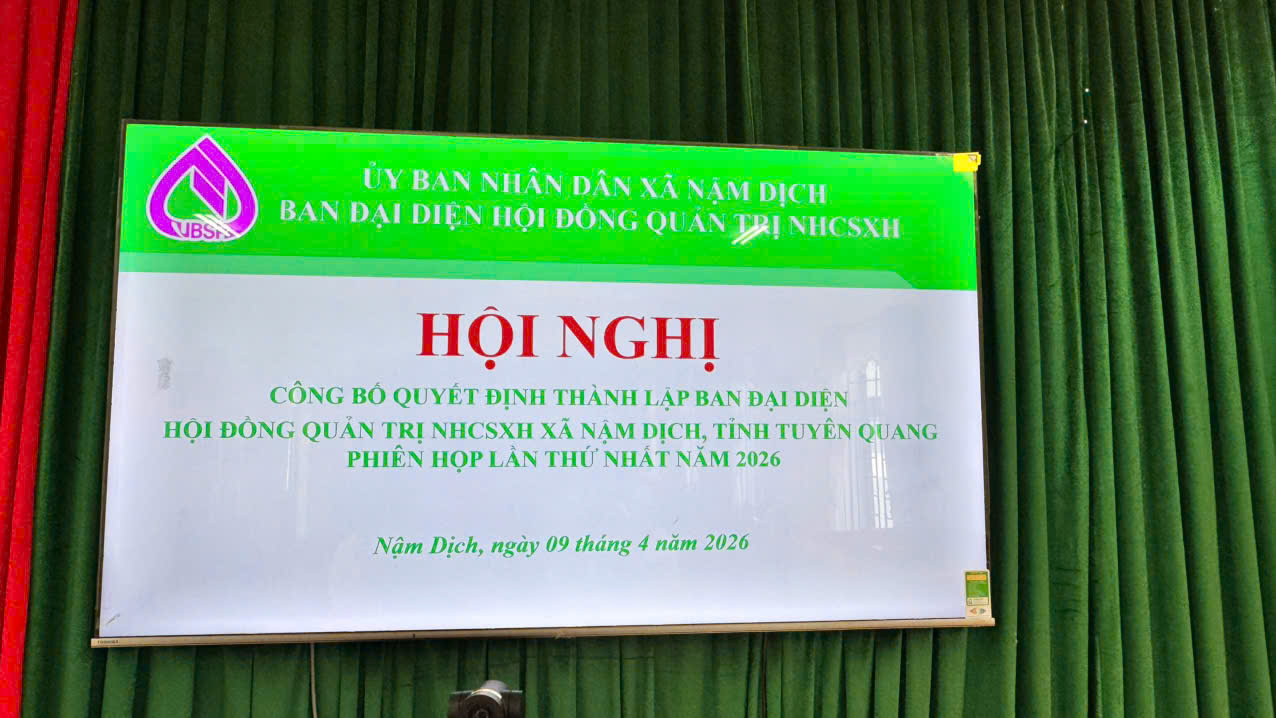 ỦY BAN NHÂN DÂN XÃ NẬM DỊCH
BAN ĐẠI DIỆN HỘI ĐỒNG QUẢN TRỊ NHCSXH
VBSP
HỘI NGHỊ
CÔNG BỐ QUYẾT ĐỊNH THÀNH LẬP BAN ĐẠI DIỆN
HỘI ĐỒNG QUẢN TRỊ NHCSXH XÃ NẬM DỊCH, TỈNH TUYÊN QUANG
PHIÊN HỌP LẦN THỨ NHẤT NĂM 2026
Nậm Dịch, ngày 09 tháng 4 năm 2026
TOSHIBA